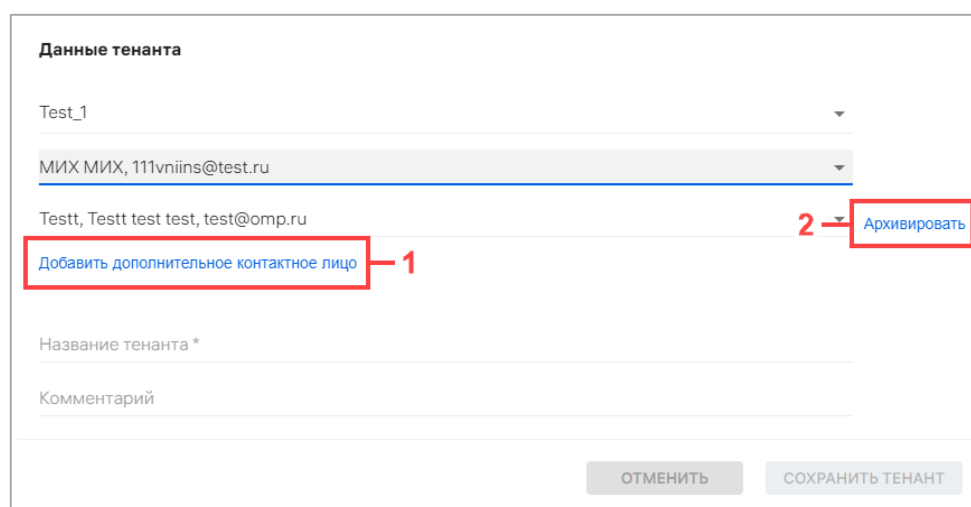 Данные тенанта
Test_1
МИХ МИХ, 111vniins@test.ru
Testt, Testt test test, test@omp.ru
2
Архивировать
Добавить дополнительное контактное лицо
1
Название тенанта *
Комментарий
ОТМЕНИТЬ
СОХРАНИТЬ ТЕНАНТ